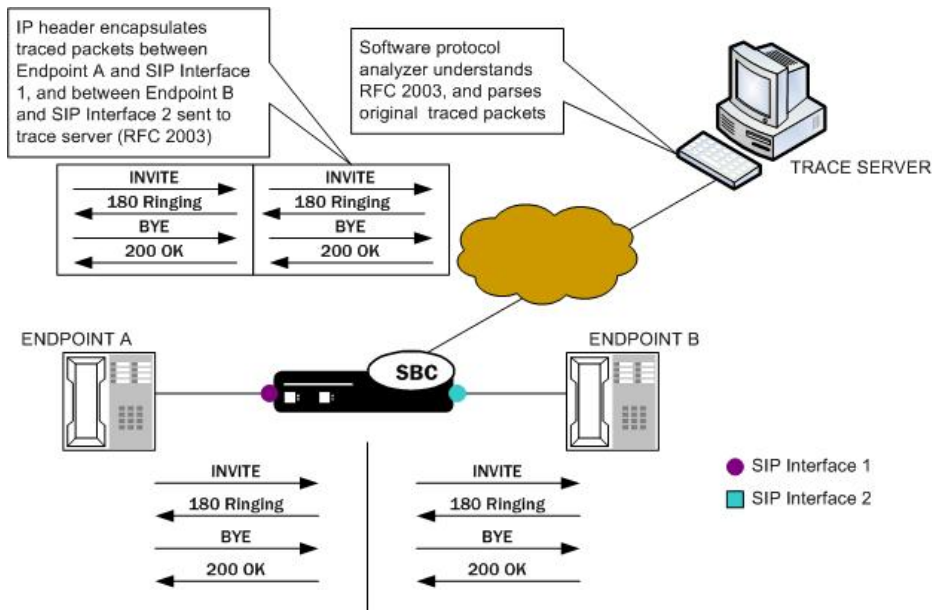 IP header encapsulates
traced packets between
Endpoint A and SIP Interface
1, and between Endpoint B
and SIP Interface 2 sent to
trace server (RFC 2003)
Software protocol
analyzer understands
RFC 2003, and parses
original traced packets
TRACE SERVER
INVITE
180 Ringing
BYE
200 OK
INVITE
180 Ringing
BYE
200 OK
ENDPOINT A
SBC
ENDPOINT B
INVITE
180 Ringing
BYE
200 OK
INVITE
180 Ringing
BYE
200 OK
SIP Interface 1
SIP Interface 2